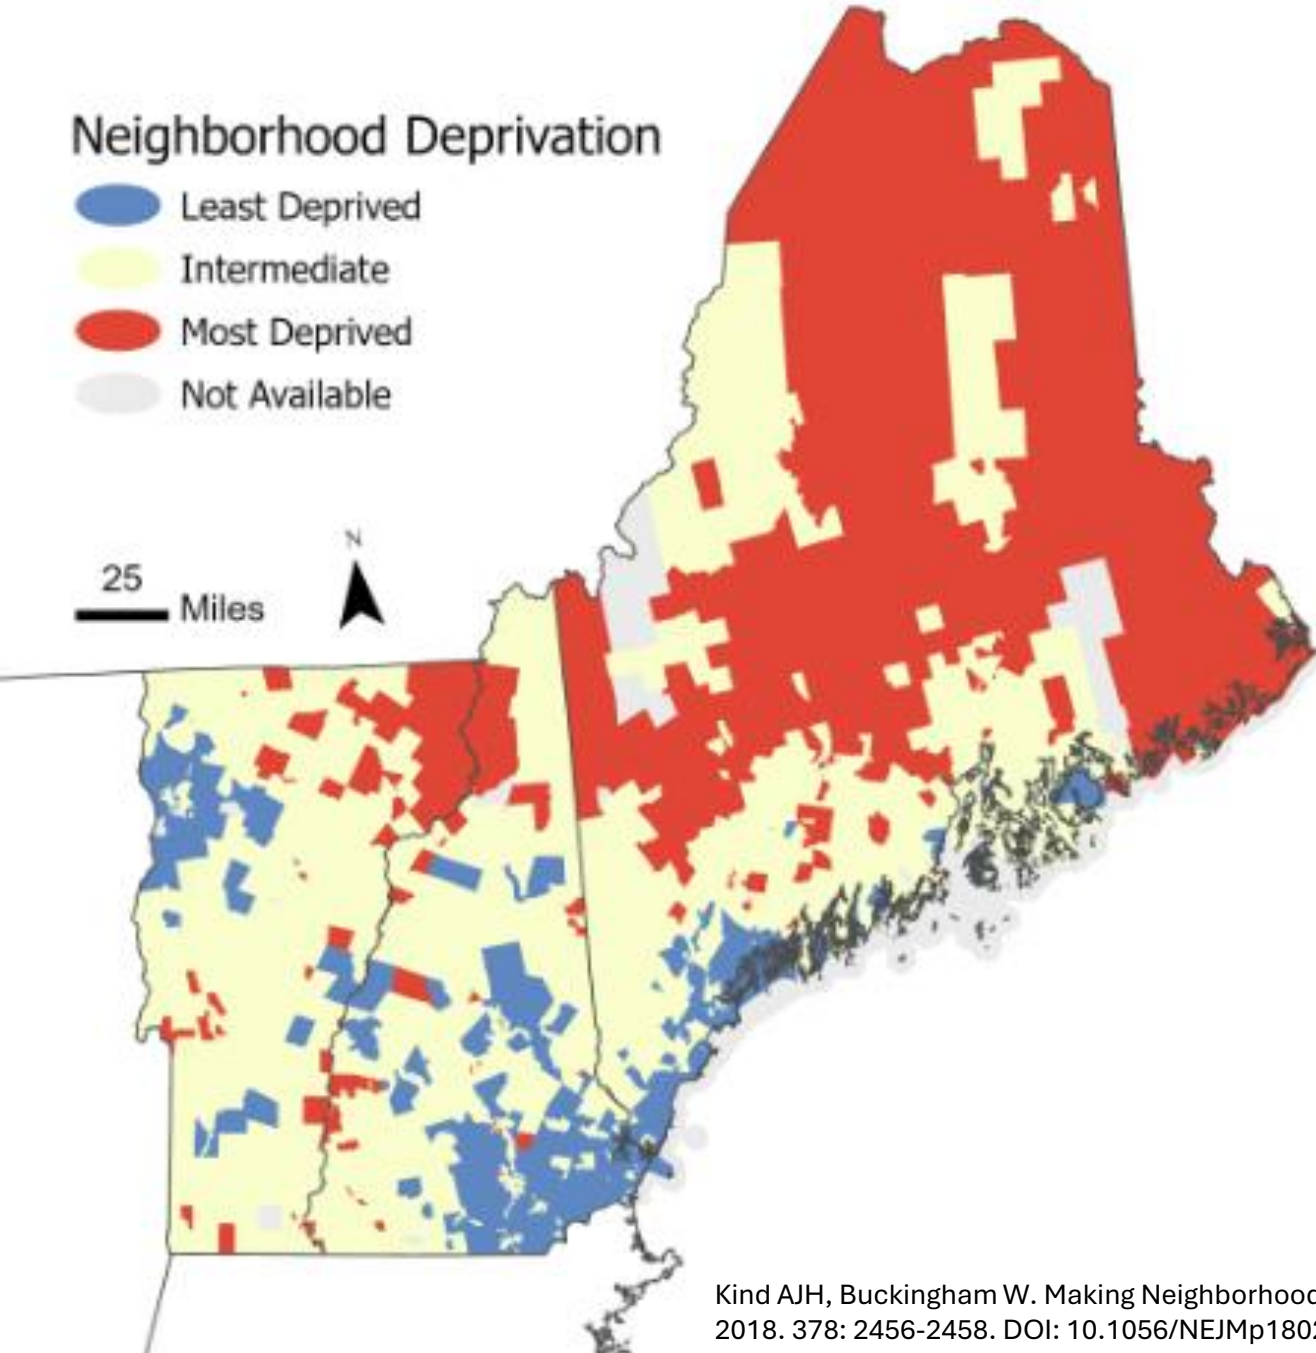 Neighborhood Deprivation
Least Deprived
Intermediate
Most Deprived
Not Available
N
25
Miles
Kind AJH, Buckingham W. Making Neighborhood
2018. 378: 2456-2458. DOI: 10.1056/NEJMp1802